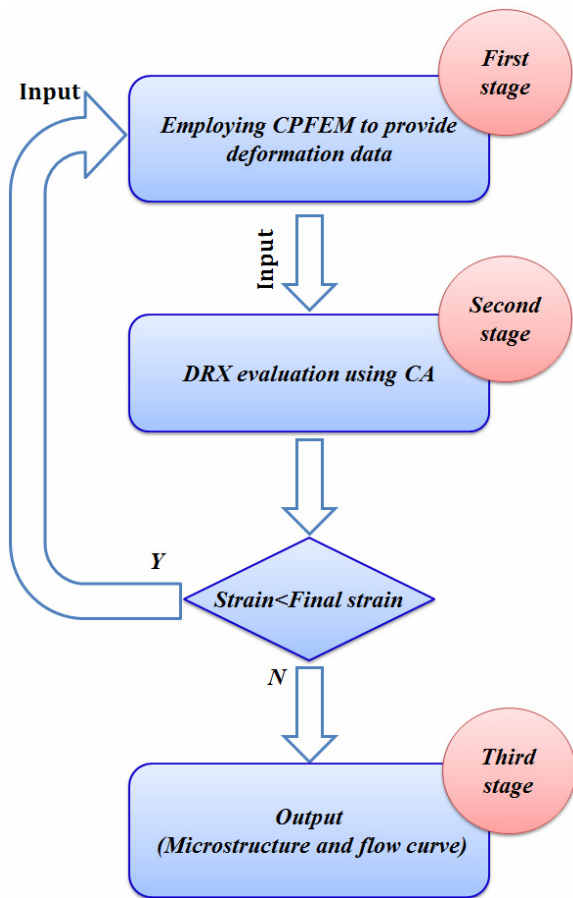 First
stage
Input
Employing CPFEM to provide
deformation data
Input
Second
stage
DRX evaluation using CA
Y
Strain<Final strain
N
Third
stage
Output
(Microstructure and flow curve)